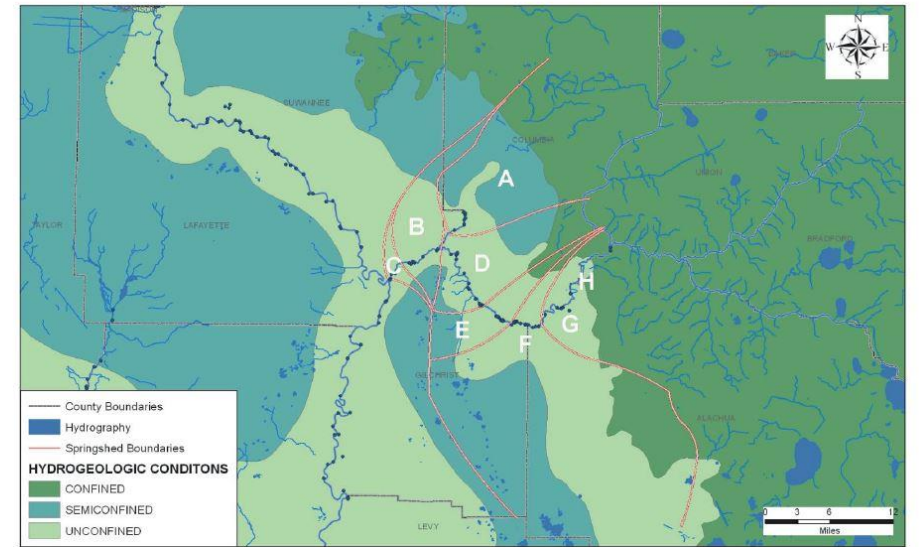 N
W E
S
SUWANNEE
COLUMBIA
UNION
A
TAYLOR
LAFAYETTE
B
BRADFORD
C
D
H
E
F
G
GILCHRIST
ALACHUA
County Boundaries
Hydrography
Springshed Boundaries
HYDROGEOLOGIC CONDITONS
CONFINED
SEMICONFINED
UNCONFINED
LEVY
0 3 6 12
Miles